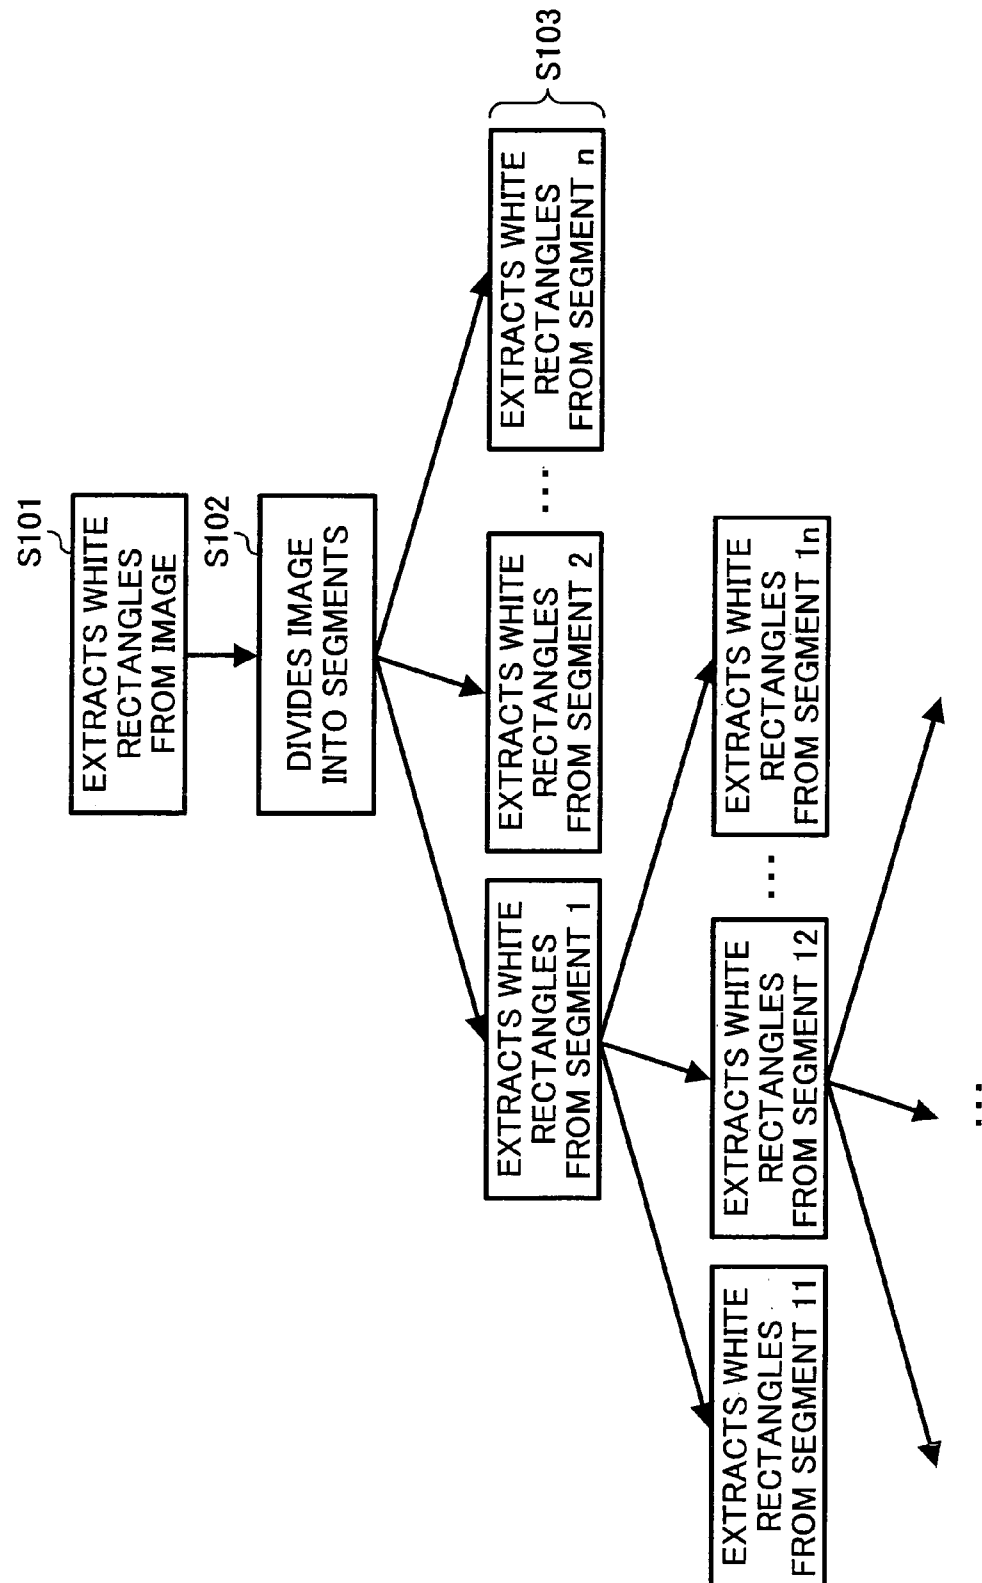 S101
EXTRACTS WHITE
RECTANGLES
FROM IMAGE
S102
DIVIDES IMAGE
INTO SEGMENTS
S103
EXTRACTS WHITE
RECTANGLES
FROM SEGMENT 1
EXTRACTS WHITE
RECTANGLES
FROM SEGMENT 2
...
EXTRACTS WHITE
RECTANGLES
FROM SEGMENT n
EXTRACTS WHITE
RECTANGLES
FROM SEGMENT 11
EXTRACTS WHITE
RECTANGLES
FROM SEGMENT 12
...
EXTRACTS WHITE
RECTANGLES
FROM SEGMENT 1n
...